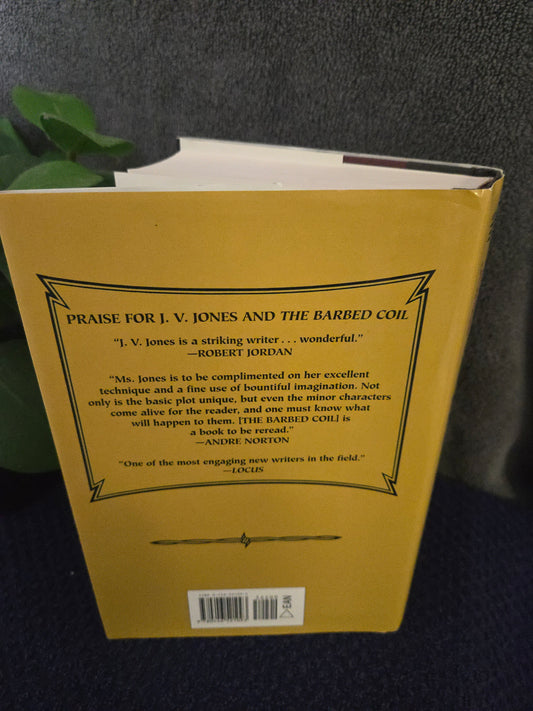 PRAISE FOR J. V. JONES AND THE BARBED COIL
“J. V. Jones is a striking writer . . . wonderful.”
—ROBERT JORDAN
“Ms. Jones is to be complimented on her excellent
technique and a fine use of bountiful imagination. Not
only is the basic plot unique, but even the minor characters
come alive for the reader, and one must know what
will happen to them. [THE BARBED COIL] is
a book to be reread.”
—ANDRE NORTON
“One of the most engaging new writers in the field.”
—LOCUS
EAN